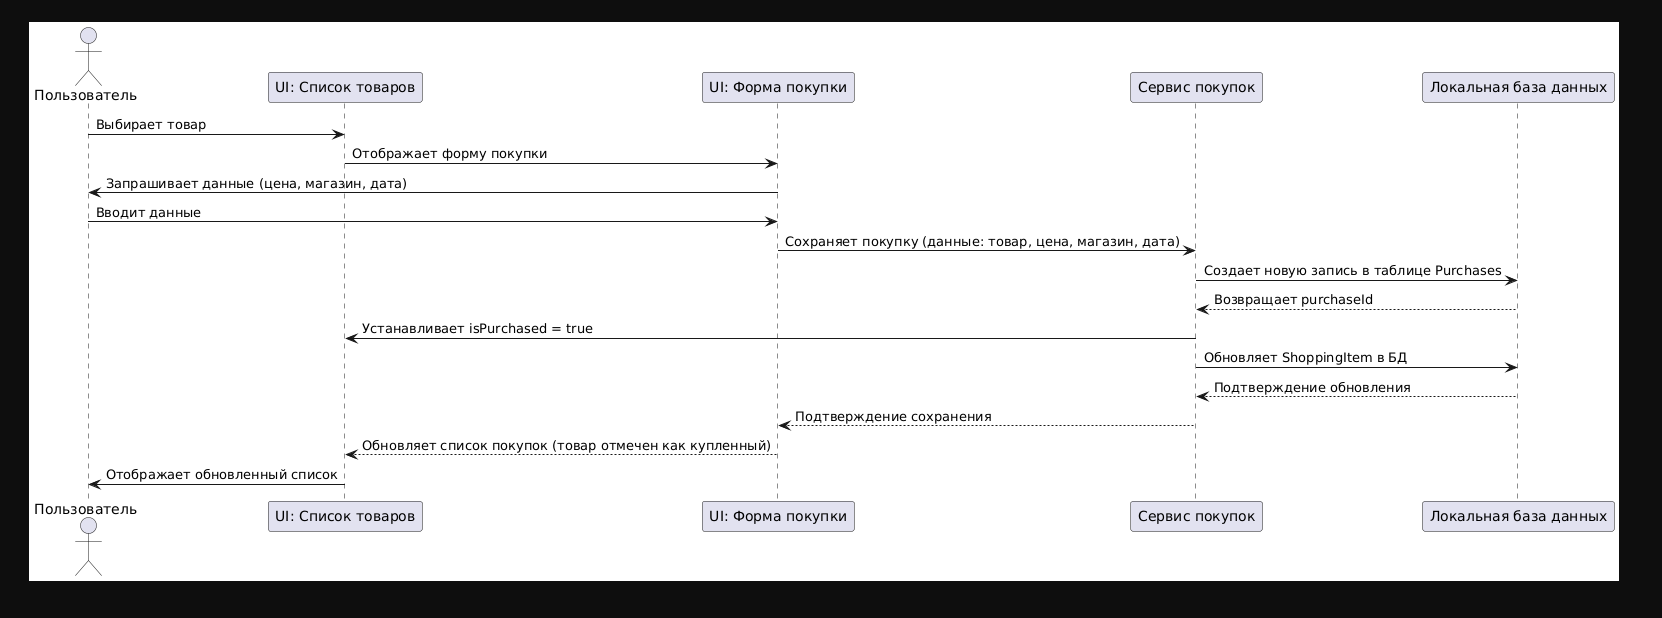 Пользователь
UI: Список товаров
UI: Форма покупки
Сервис покупок
Локальная база данных
Выбирает товар
Отображает форму покупки
Запрашивает данные (цена, магазин, дата)
Вводит данные
Сохраняет покупку (данные: товар, цена, магазин, дата)
Создает новую запись в таблице Purchases
Возвращает purchaseId
Устанавливает isPurchased = true
Обновляет ShoppingItem в БД
Подтверждение обновления
Подтверждение сохранения
Обновляет список покупок (товар отмечен как купленный)
Отображает обновленный список
Пользователь
UI: Список товаров
UI: Форма покупки
Сервис покупок
Локальная база данных